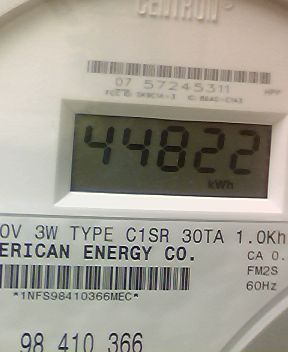 CENTRON
07 57245311
44822
kWh
0V 3W TYPE C1SR 30TA 1.0Kh
ERICAN ENERGY CO.
CA 0.
FM2S
60Hz
*1NFS98410366MEC*
98 410 366